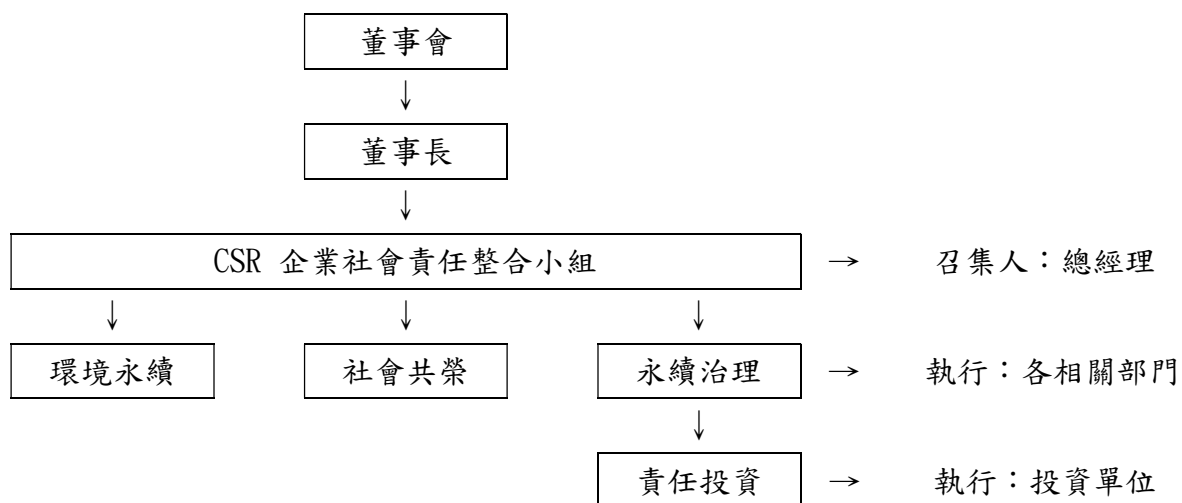 董事會
↓
董事長
↓
CSR 企業社會責任整合小組 → 召集人：總經理
↓ ↓ ↓
環境永續 社會共榮 永續治理 → 執行：各相關部門
↓
責任投資 → 執行：投資單位